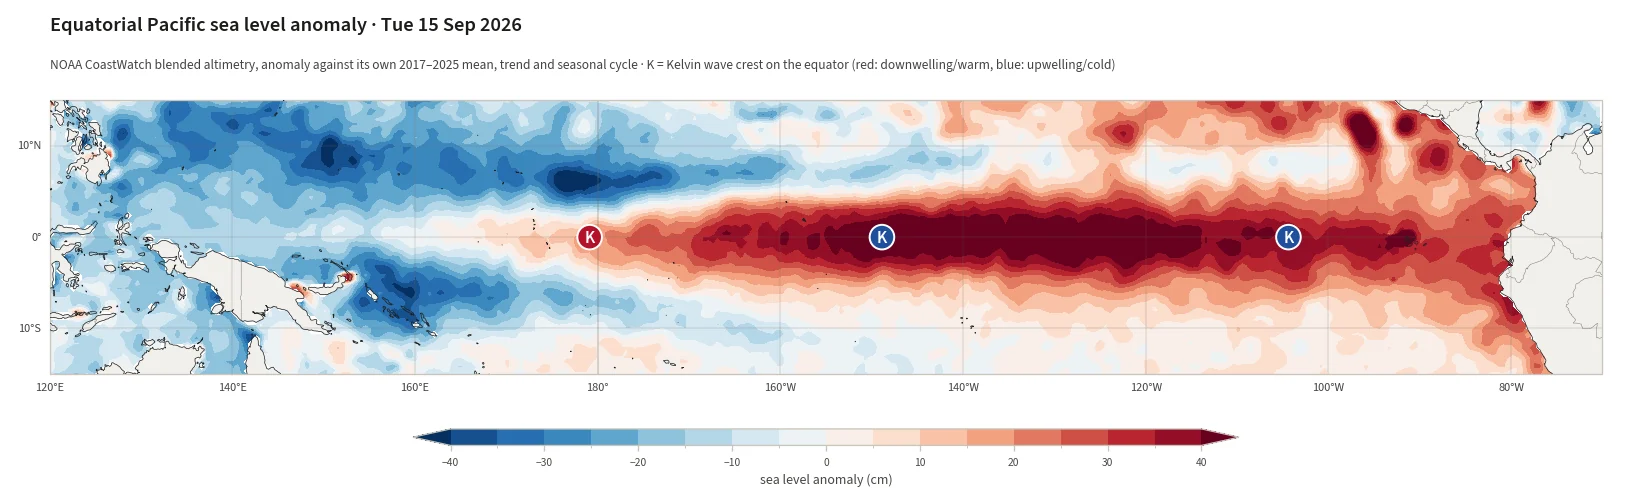 Equatorial Pacific sea level anomaly · Tue 15 Sep 2026
NOAA CoastWatch blended altimetry, anomaly against its own 2017–2025 mean, trend and seasonal cycle · K = Kelvin wave crest on the equator (red: downwelling/warm, blue: upwelling/cold)
10°N
0°
K K K
10°S
120°E 140°E 160°E 180° 160°W 140°W 120°W 100°W 80°W
−40 −30 −20 −10 0 10 20 30 40
sea level anomaly (cm)